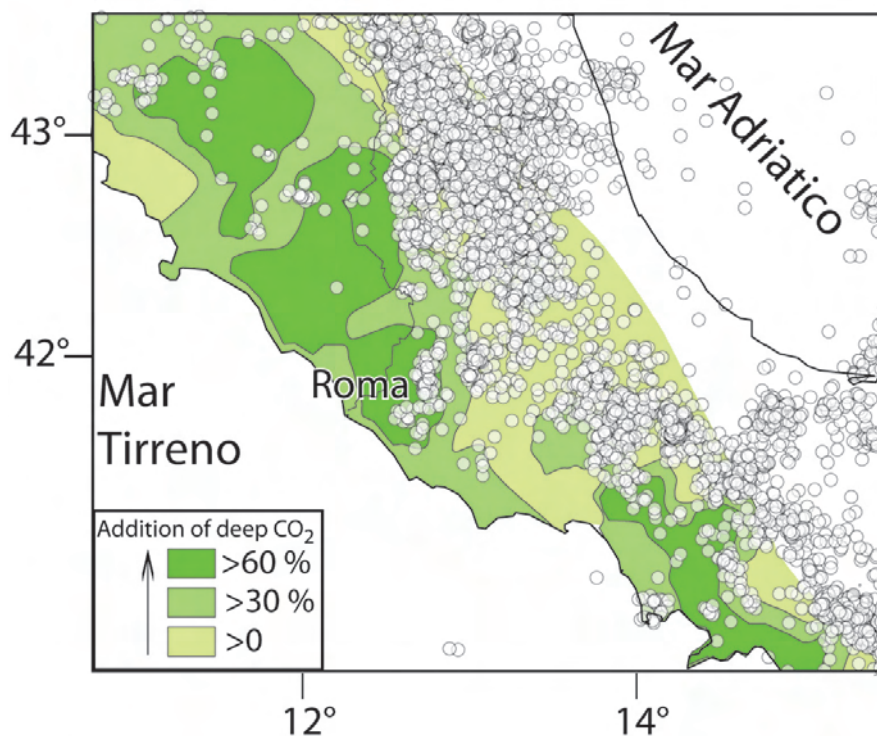 Mar Adriatico
43°
42°
Roma
Mar
Tirreno
Addition of deep CO₂
>60 %
>30 %
>0
12°
14°